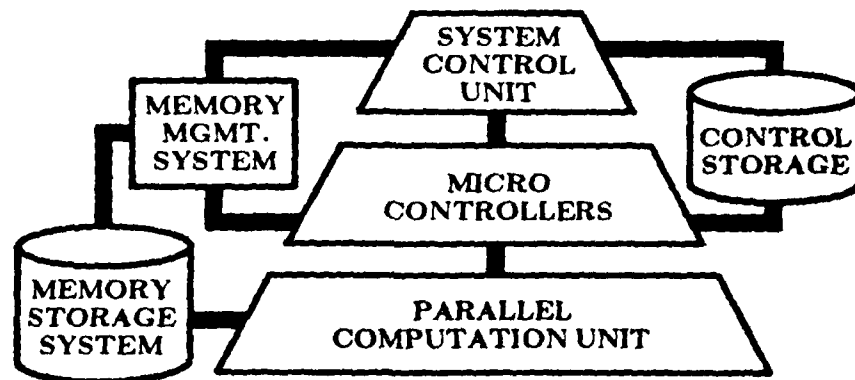 SYSTEM
CONTROL
UNIT
MEMORY
MGMT.
SYSTEM
CONTROL
STORAGE
MICRO
CONTROLLERS
MEMORY
STORAGE
SYSTEM
PARALLEL
COMPUTATION UNIT